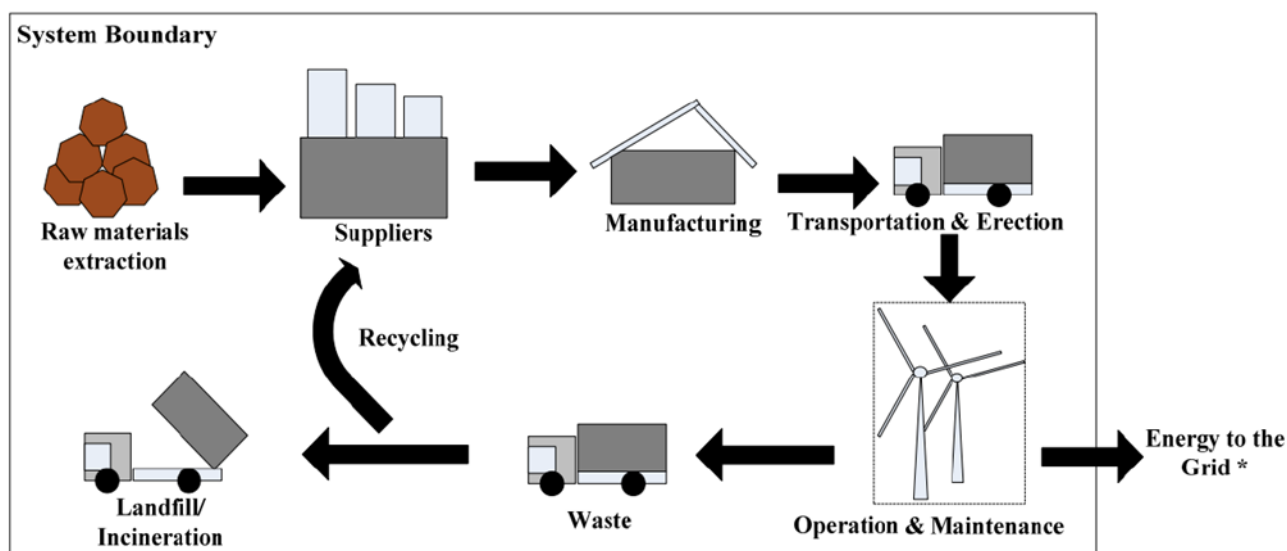 System Boundary
Raw materials
extraction
Suppliers
Manufacturing
Transportation & Erection
Recycling
Landfill/
Incineration
Waste
Operation & Maintenance
Energy to the
Grid *